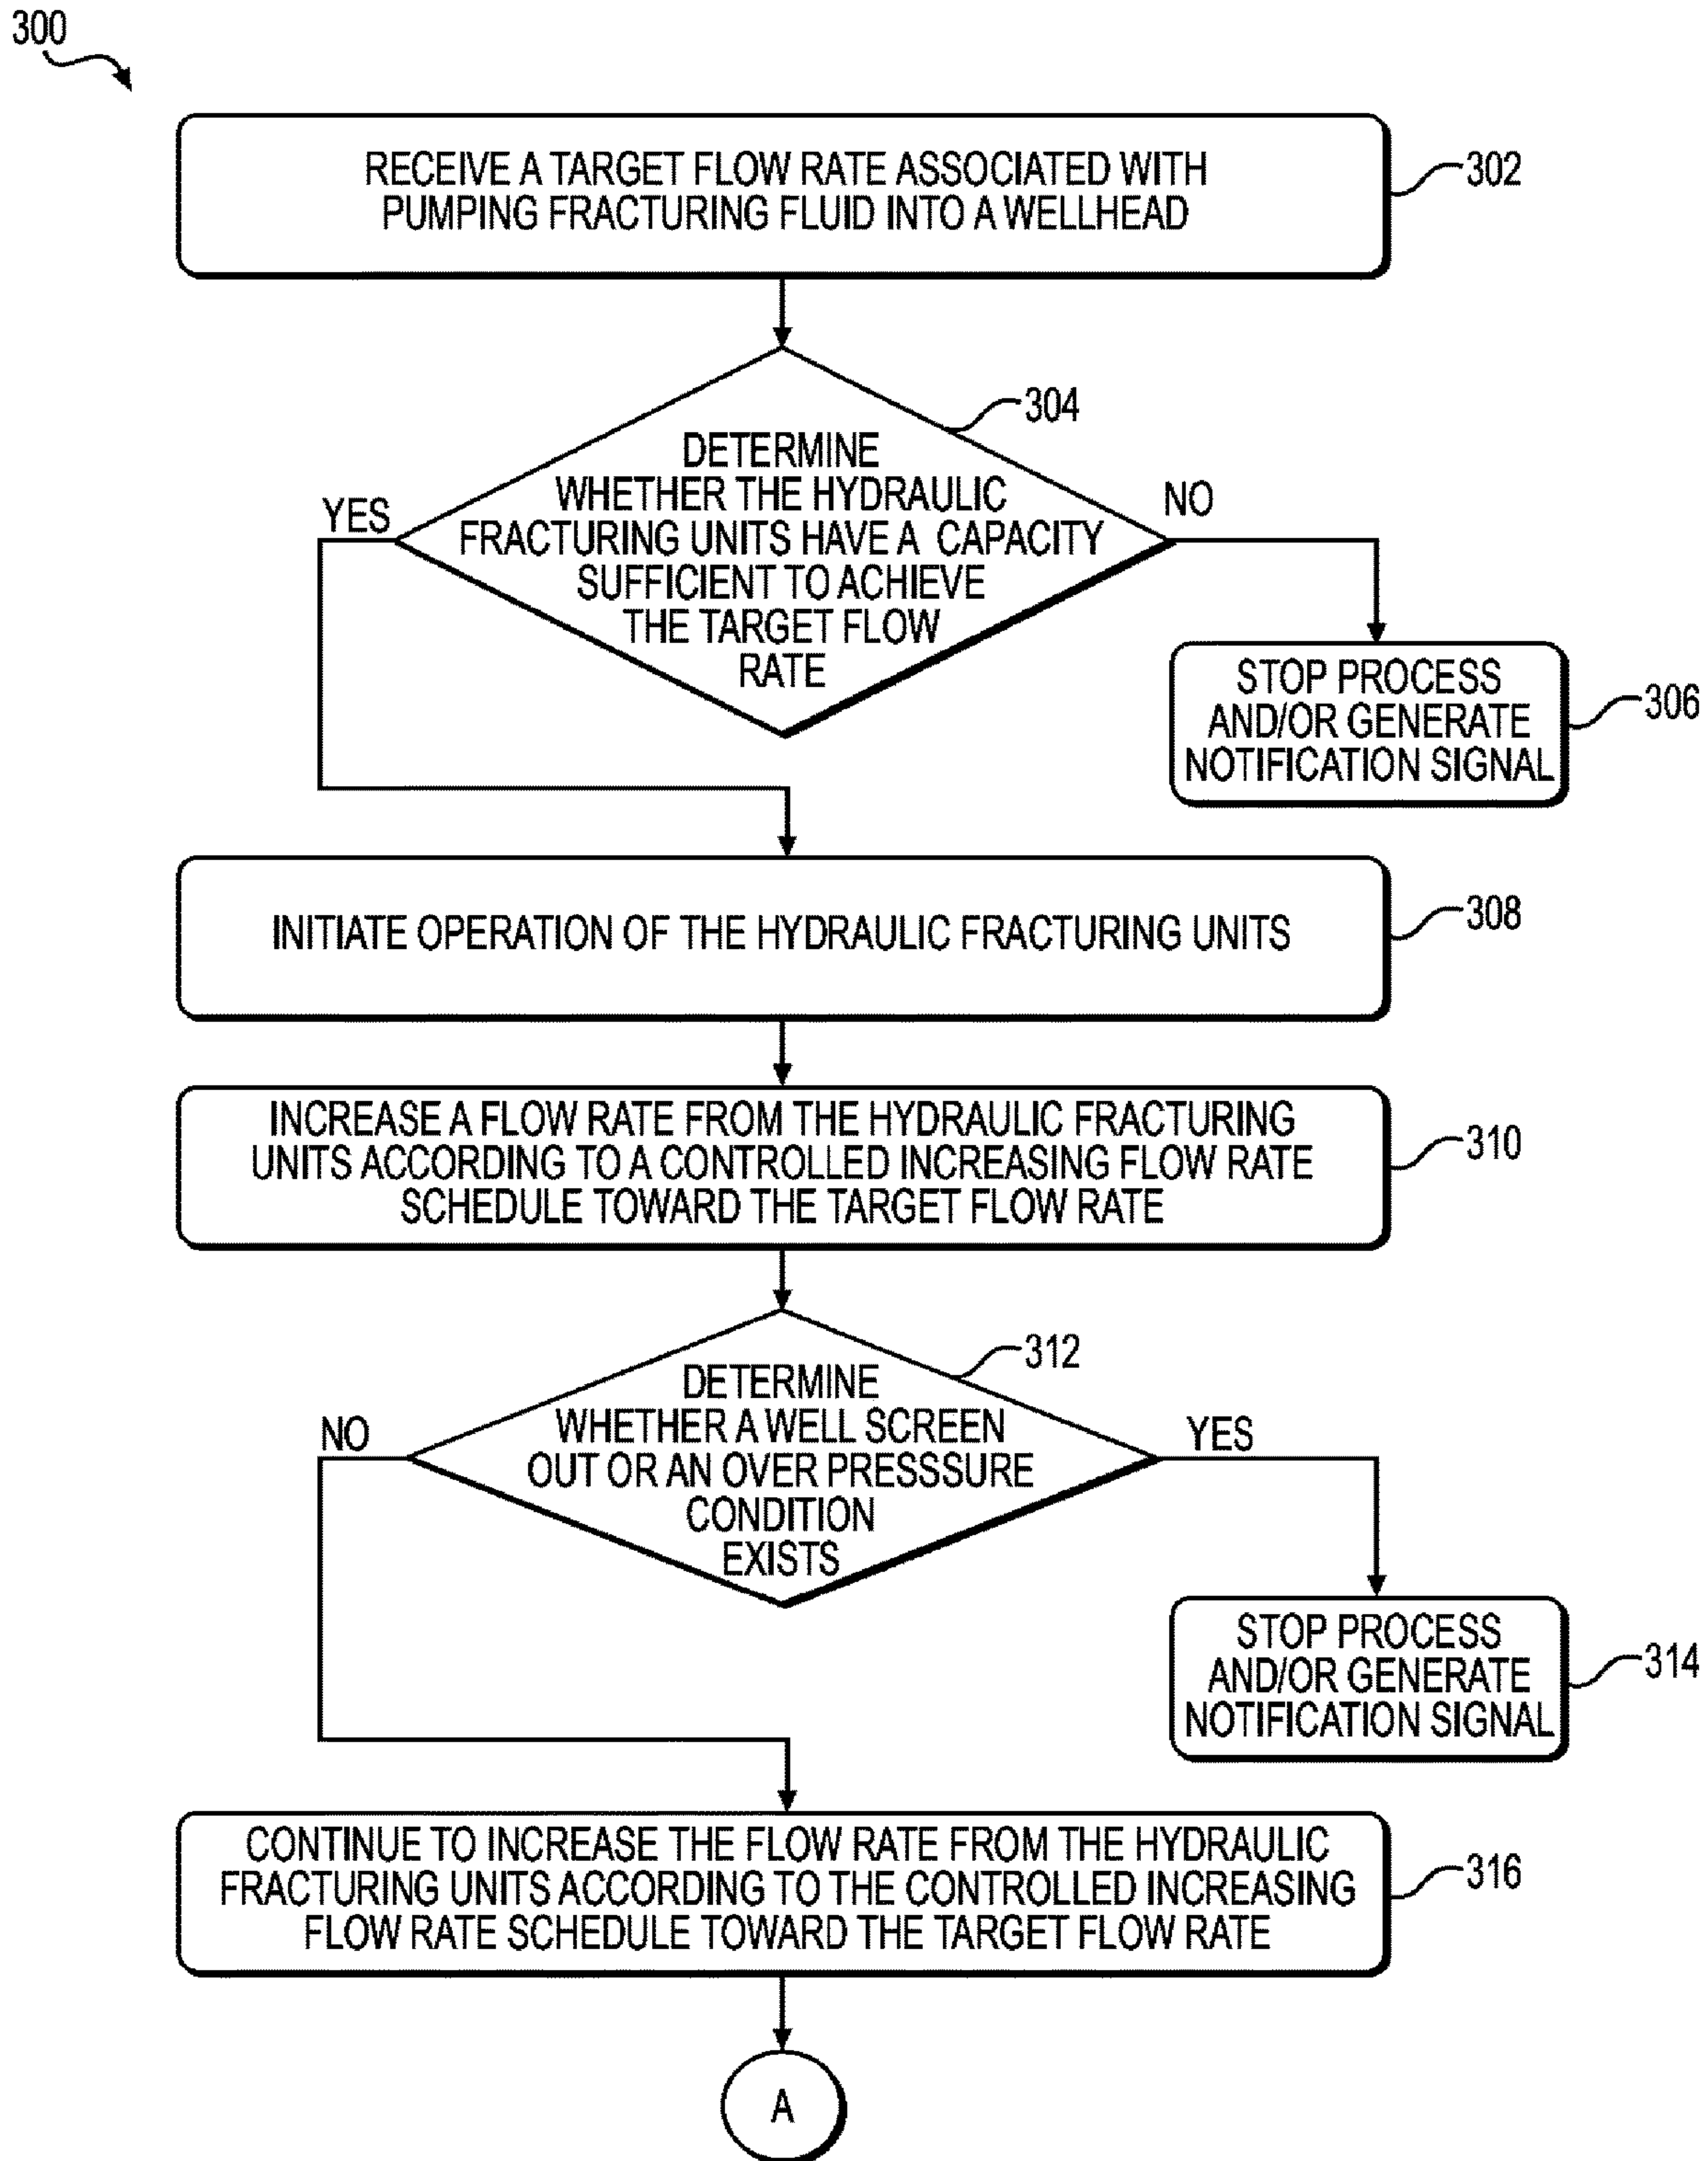 300
RECEIVE A TARGET FLOW RATE ASSOCIATED WITH
PUMPING FRACTURING FLUID INTO A WELLHEAD
302
304
DETERMINE
WHETHER THE HYDRAULIC
FRACTURING UNITS HAVE A CAPACITY
SUFFICIENT TO ACHIEVE
THE TARGET FLOW
RATE
YES
NO
STOP PROCESS
AND/OR GENERATE
NOTIFICATION SIGNAL
306
INITIATE OPERATION OF THE HYDRAULIC FRACTURING UNITS
308
INCREASE A FLOW RATE FROM THE HYDRAULIC FRACTURING
UNITS ACCORDING TO A CONTROLLED INCREASING FLOW RATE
SCHEDULE TOWARD THE TARGET FLOW RATE
310
312
DETERMINE
WHETHER A WELL SCREEN
OUT OR AN OVER PRESSSURE
CONDITION
EXISTS
NO
YES
STOP PROCESS
AND/OR GENERATE
NOTIFICATION SIGNAL
314
CONTINUE TO INCREASE THE FLOW RATE FROM THE HYDRAULIC
FRACTURING UNITS ACCORDING TO THE CONTROLLED INCREASING
FLOW RATE SCHEDULE TOWARD THE TARGET FLOW RATE
316
A